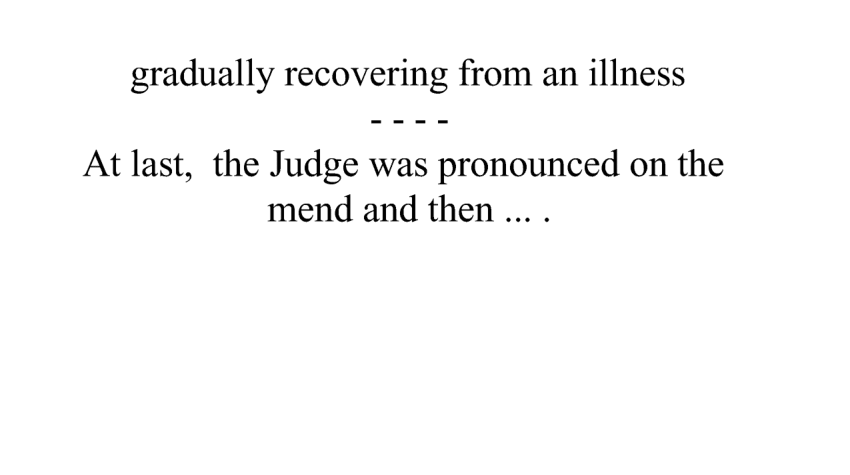 gradually recovering from an illness
- - - -
At last,  the Judge was pronounced on the
mend and then ... .